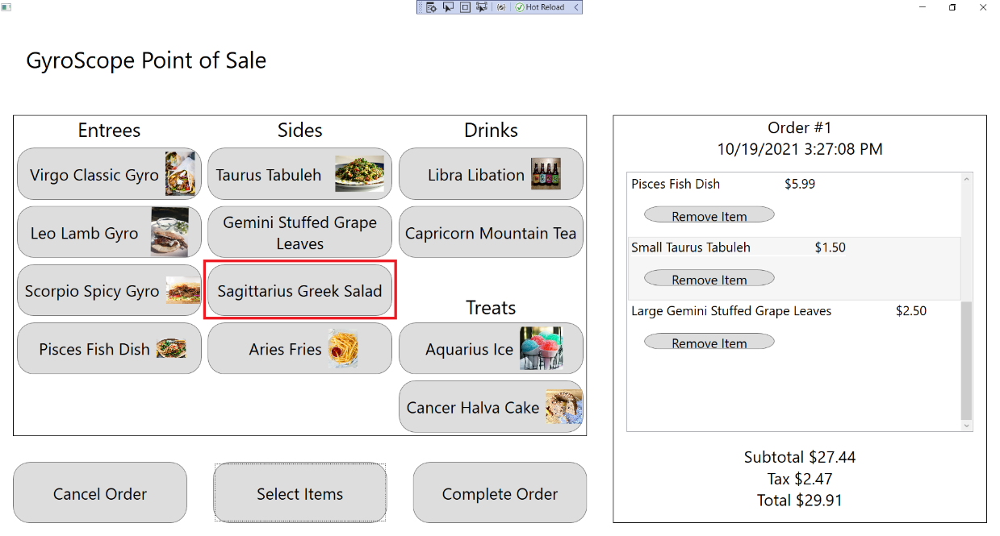 Hot Reload
GyroScope Point of Sale
Entrees
Virgo Classic Gyro
Leo Lamb Gyro
Scorpio Spicy Gyro
Pisces Fish Dish
Sides
Taurus Tabuleh
Gemini Stuffed Grape
Leaves
Sagittarius Greek Salad
Aries Fries
Drinks
Libra Libation
Capricorn Mountain Tea
Treats
Aquarius Ice
Cancer Halva Cake
Cancel Order
Select Items
Complete Order
Order #1
10/19/2021 3:27:08 PM
Pisces Fish Dish $5.99
Remove Item
Small Taurus Tabuleh $1.50
Remove Item
Large Gemini Stuffed Grape Leaves $2.50
Remove Item
Subtotal $27.44
Tax $2.47
Total $29.91